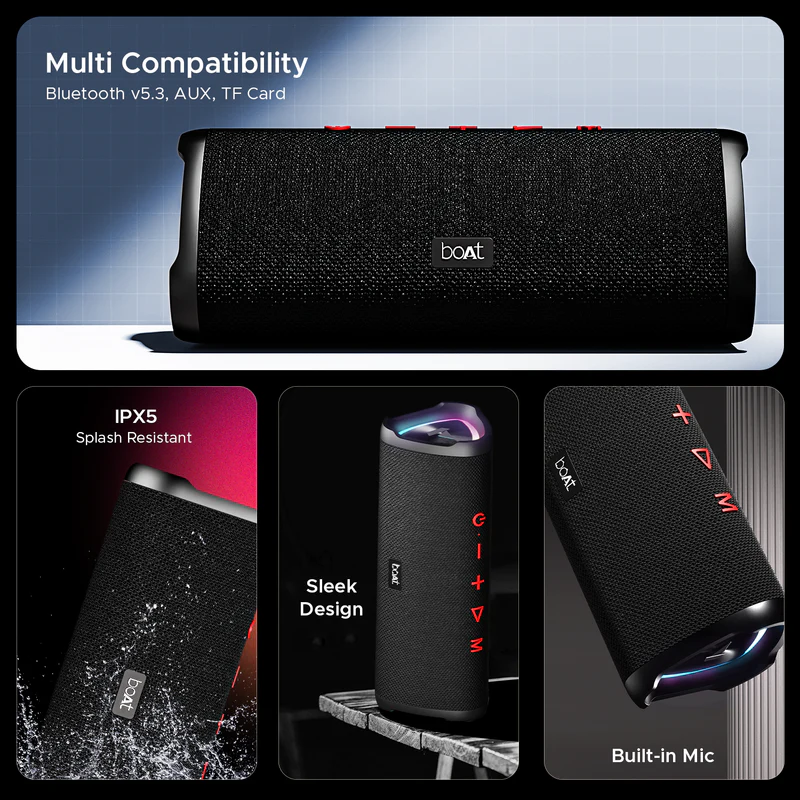 Multi Compatibility
Bluetooth v5.3, AUX, TF Card
boAt
IPX5
Splash Resistant
boAt
Sleek
Design
boAt
M
boAt
M
Built-in Mic